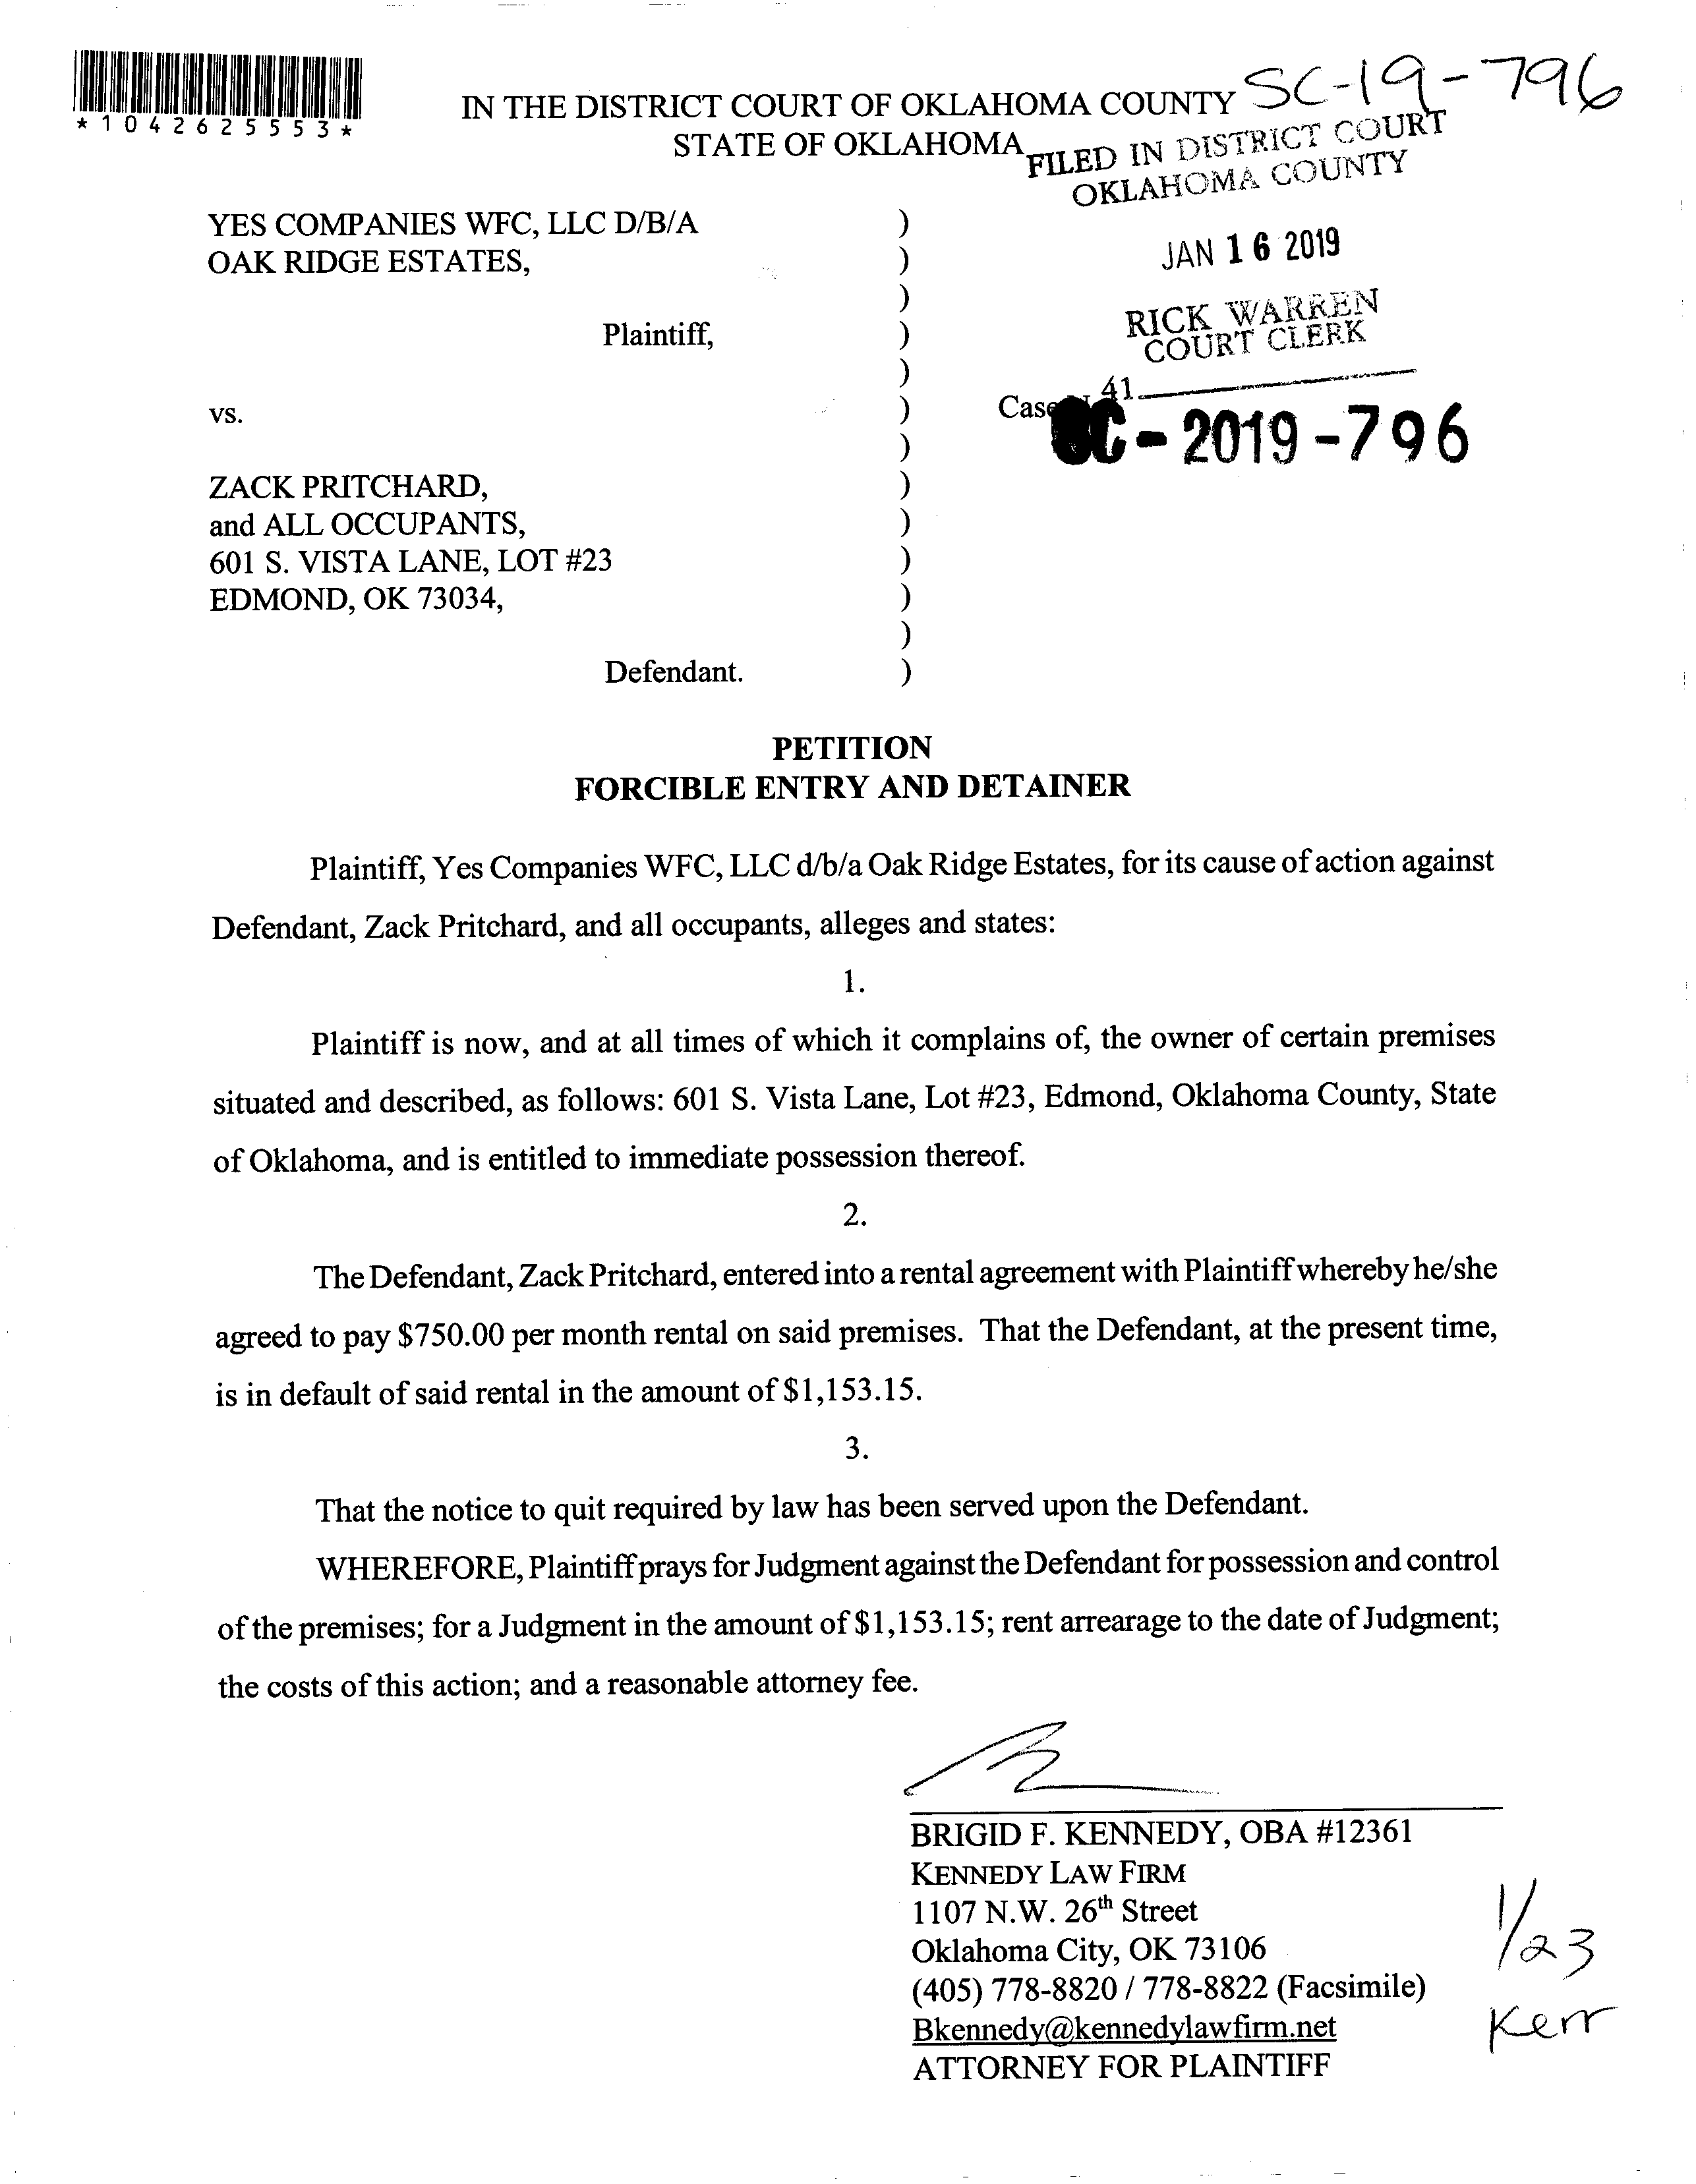 *1042625553*
SC-19-796
IN THE DISTRICT COURT OF OKLAHOMA COUNTY
STATE OF OKLAHOMA
FILED IN DISTRICT COURT
OKLAHOMA COUNTY
JAN 16 2019
RICK WARREN
COURT CLERK
41
YES COMPANIES WFC, LLC D/B/A )
OAK RIDGE ESTATES, )
)
Plaintiff, )
)
vs. ) Case
SC-2019-796
)
ZACK PRITCHARD, )
and ALL OCCUPANTS, )
601 S. VISTA LANE, LOT #23 )
EDMOND, OK 73034, )
)
Defendant. )
PETITION
FORCIBLE ENTRY AND DETAINER
Plaintiff, Yes Companies WFC, LLC d/b/a Oak Ridge Estates, for its cause of action against
Defendant, Zack Pritchard, and all occupants, alleges and states:
1.
Plaintiff is now, and at all times of which it complains of, the owner of certain premises
situated and described, as follows: 601 S. Vista Lane, Lot #23, Edmond, Oklahoma County, State
of Oklahoma, and is entitled to immediate possession thereof.
2.
The Defendant, Zack Pritchard, entered into a rental agreement with Plaintiff whereby he/she
agreed to pay $750.00 per month rental on said premises. That the Defendant, at the present time,
is in default of said rental in the amount of $1,153.15.
3.
That the notice to quit required by law has been served upon the Defendant.
WHEREFORE, Plaintiff prays for Judgment against the Defendant for possession and control
of the premises; for a Judgment in the amount of $1,153.15; rent arrearage to the date of Judgment;
the costs of this action; and a reasonable attorney fee.
BRIGID F. KENNEDY, OBA #12361
KENNEDY LAW FIRM
1107 N.W. 26th Street
Oklahoma City, OK 73106
(405) 778-8820 / 778-8822 (Facsimile)
Bkennedy@kennedylawfirm.net
ATTORNEY FOR PLAINTIFF
1/23
Kerr